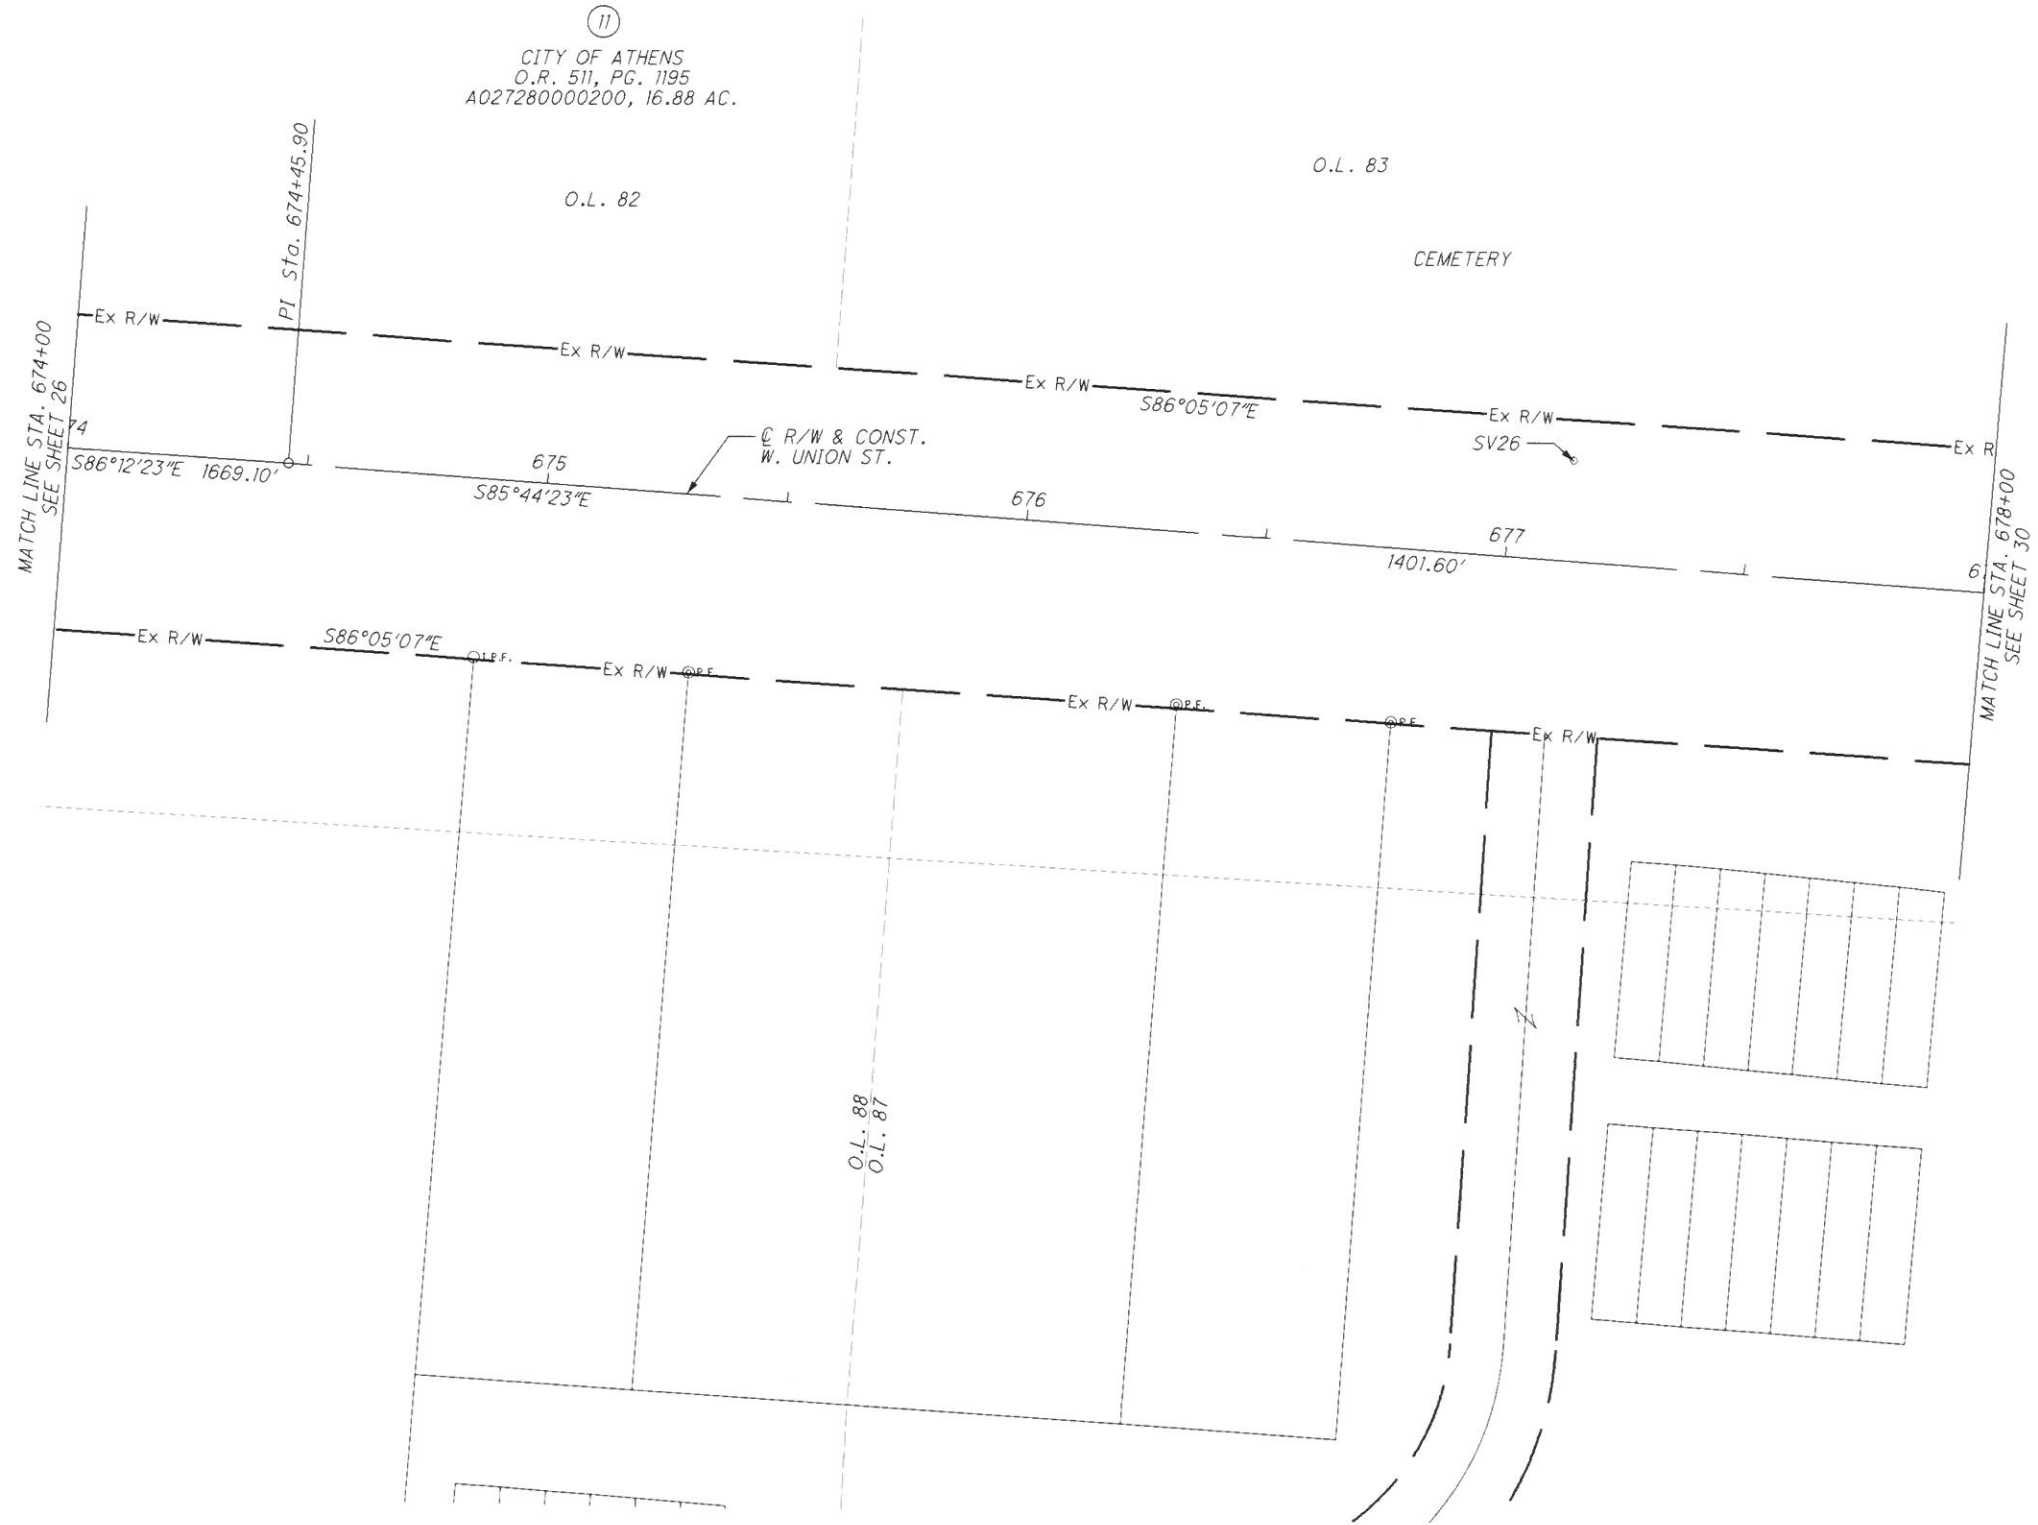 11
CITY OF ATHENS
O.R. 511, PG. 1195
A027280000200, 16.88 AC.
PI Sta. 674+45.90
O.L. 82
O.L. 83
CEMETERY
MATCH LINE STA. 674+00
SEE SHEET 26
Ex R/W
Ex R/W
Ex R/W
S86°05'07"E
Ex R/W
Ex R
SV26
74
S86°12'23"E 1669.10'
675
S85°44'23"E
℄ R/W & CONST.
W. UNION ST.
676
677
1401.60'
6
MATCH LINE STA. 678+00
SEE SHEET 30
Ex R/W
S86°05'07"E
I.P.F.
Ex R/W
P.F.
Ex R/W
P.F.
P.F.
Ex R/W
O.L. 88
O.L. 87